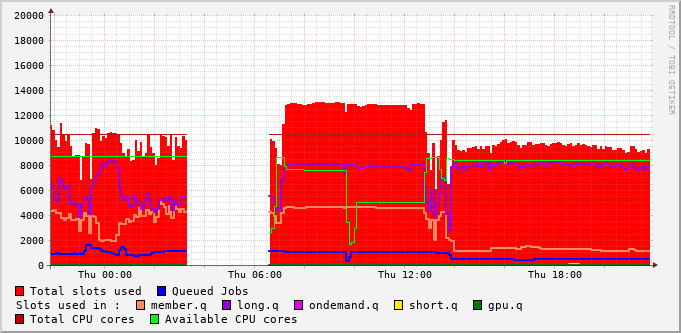 20000
18000
16000
14000
12000
10000
8000
6000
4000
2000
0
Thu 00:00 Thu 06:00 Thu 12:00 Thu 18:00
RRDTOOL / TOBI OETIKER
Total slots used Queued Jobs
Slots used in : member.q long.q ondemand.q short.q gpu.q
Total CPU cores Available CPU cores